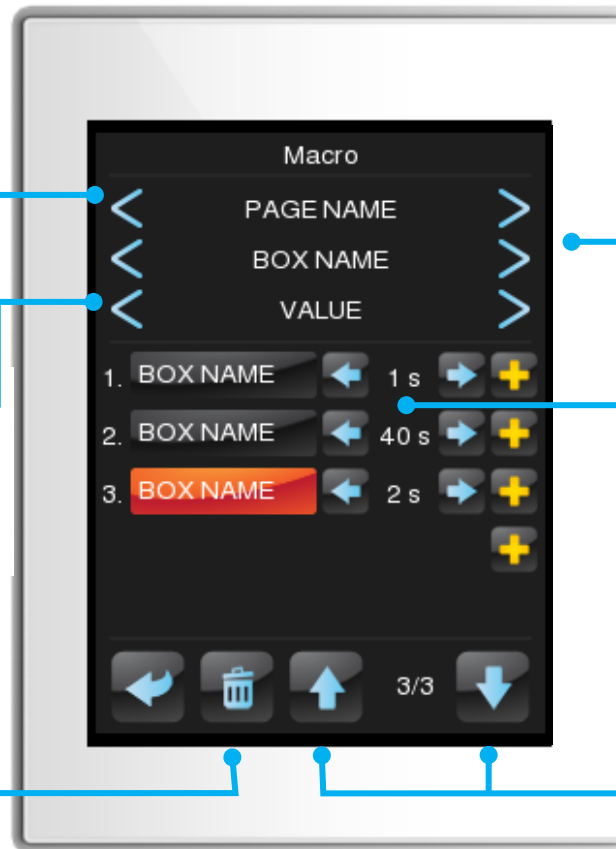 Macro
PAGE NAME
BOX NAME
VALUE
1. BOX NAME 1 s
2. BOX NAME 40 s
3. BOX NAME 2 s
3/3